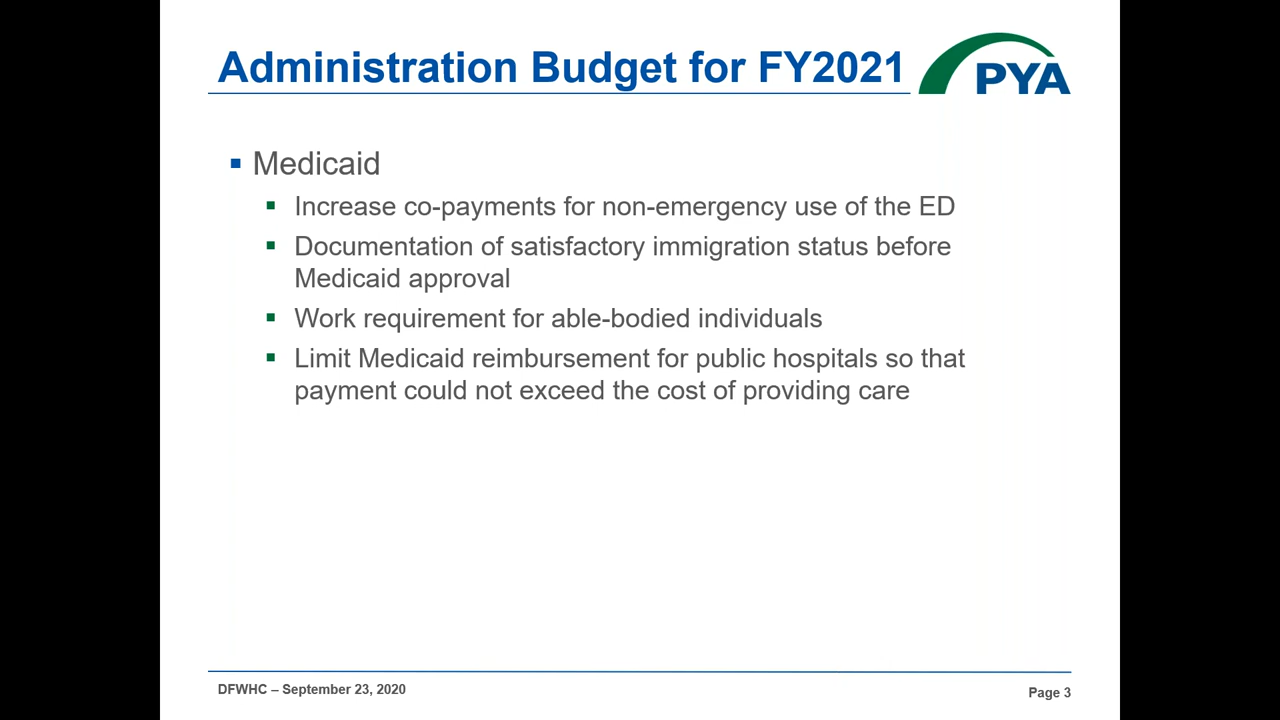 Administration Budget for FY2021
PYA
Medicaid
Increase co-payments for non-emergency use of the ED
Documentation of satisfactory immigration status before
Medicaid approval
Work requirement for able-bodied individuals
Limit Medicaid reimbursement for public hospitals so that
payment could not exceed the cost of providing care
DFWHC – September 23, 2020
Page 3